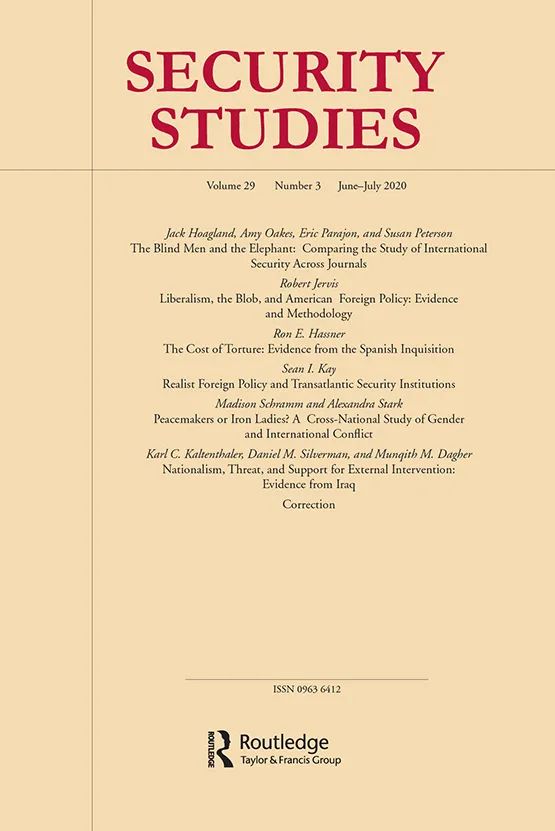 SECURITY
STUDIES
Volume 29 Number 3 June–July 2020
Jack Hoagland, Amy Oakes, Eric Parajon, and Susan Peterson
The Blind Men and the Elephant: Comparing the Study of International
Security Across Journals
Robert Jervis
Liberalism, the Blob, and American Foreign Policy: Evidence
and Methodology
Ron E. Hassner
The Cost of Torture: Evidence from the Spanish Inquisition
Sean I. Kay
Realist Foreign Policy and Transatlantic Security Institutions
Madison Schramm and Alexandra Stark
Peacemakers or Iron Ladies? A Cross-National Study of Gender
and International Conflict
Karl C. Kaltenthaler, Daniel M. Silverman, and Munqith M. Dagher
Nationalism, Threat, and Support for External Intervention:
Evidence from Iraq
Correction
ISSN 0963 6412
ROUTLEDGE
Routledge
Taylor & Francis Group